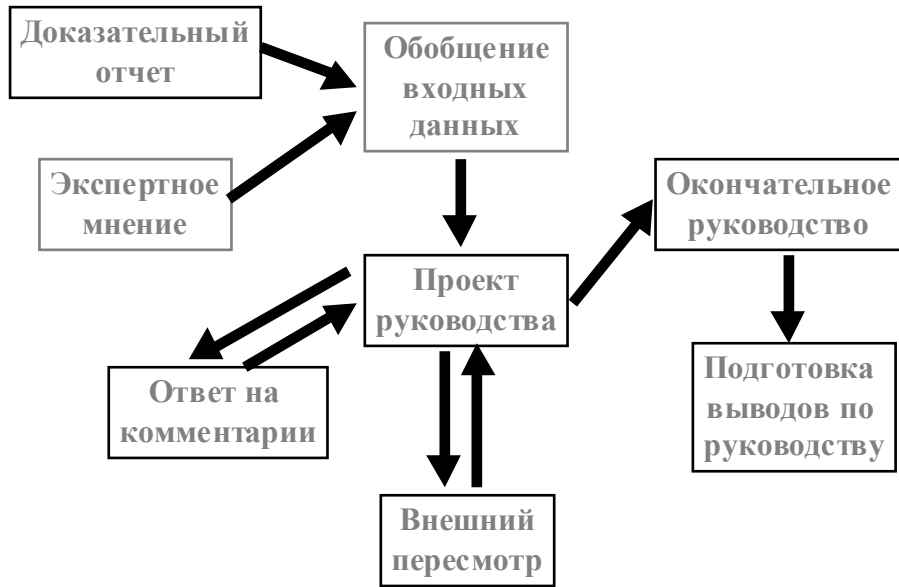 Доказательный
отчет
Обобщение
входных
данных
Экспертное
мнение
Окончательное
руководство
Проект
руководства
Ответ на
комментарии
Подготовка
выводов по
руководству
Внешний
пересмотр